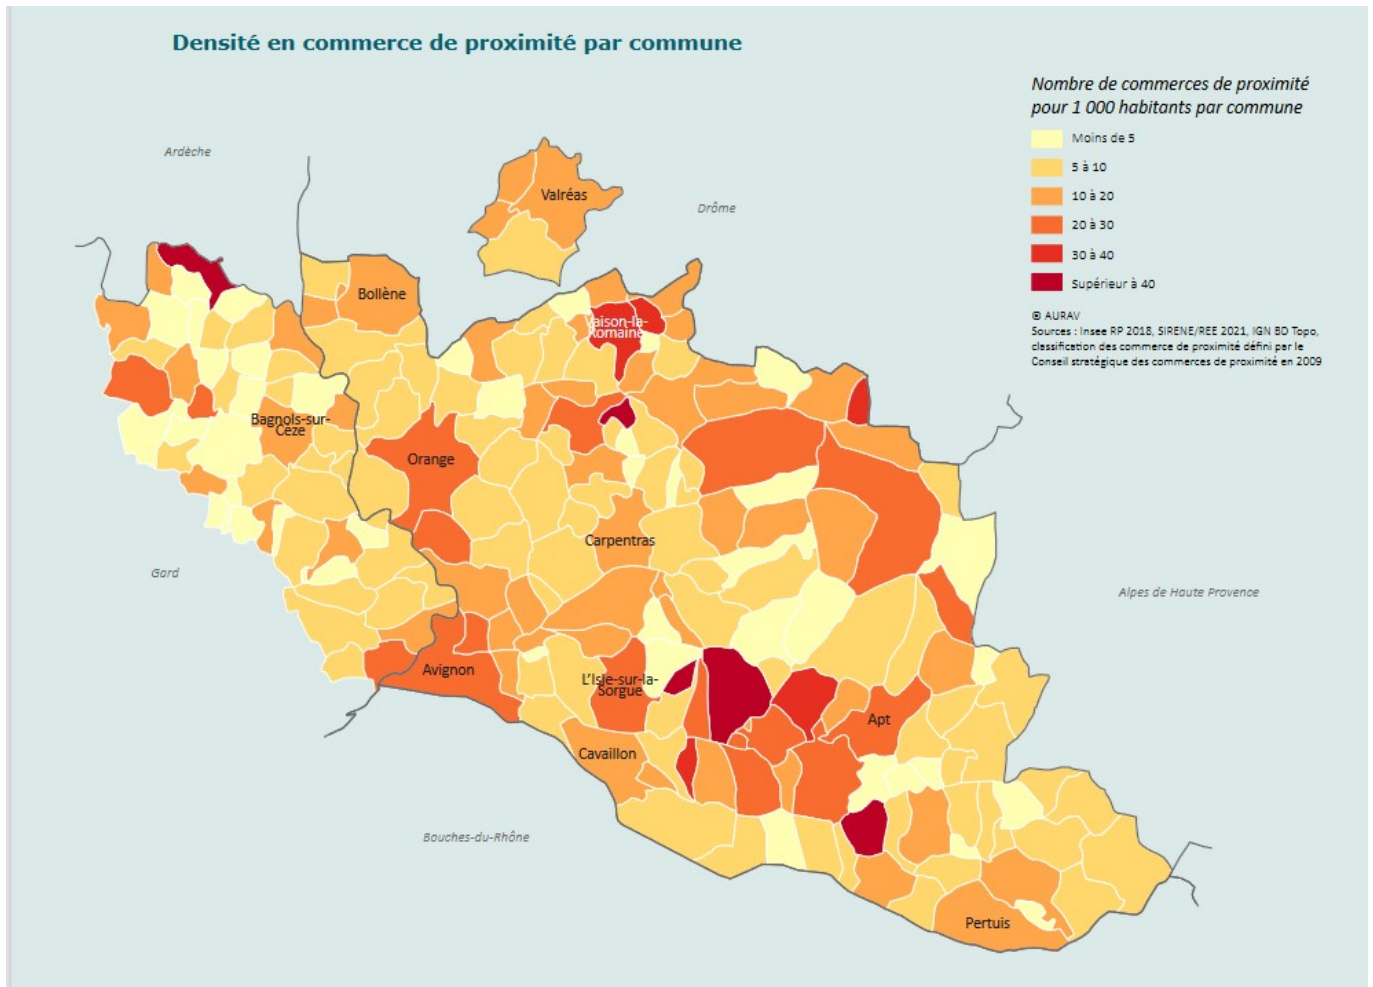 Densité en commerce de proximité par commune
Nombre de commerces de proximité
pour 1 000 habitants par commune
Moins de 5
5 à 10
10 à 20
20 à 30
30 à 40
Supérieur à 40
© AURAV
Sources : Insee RP 2018, SIRENE/REE 2021, IGN BD Topo,
classification des commerce de proximité défini par le
Conseil stratégique des commerces de proximité en 2009
Ardèche
Valréas
Drôme
Bollène
Vaison-la-
Romaine
Bagnols-sur-
Cèze
Orange
Carpentras
Gard
Alpes de Haute Provence
Avignon
L'Isle-sur-la-
Sorgue
Apt
Cavaillon
Bouches-du-Rhône
Pertuis